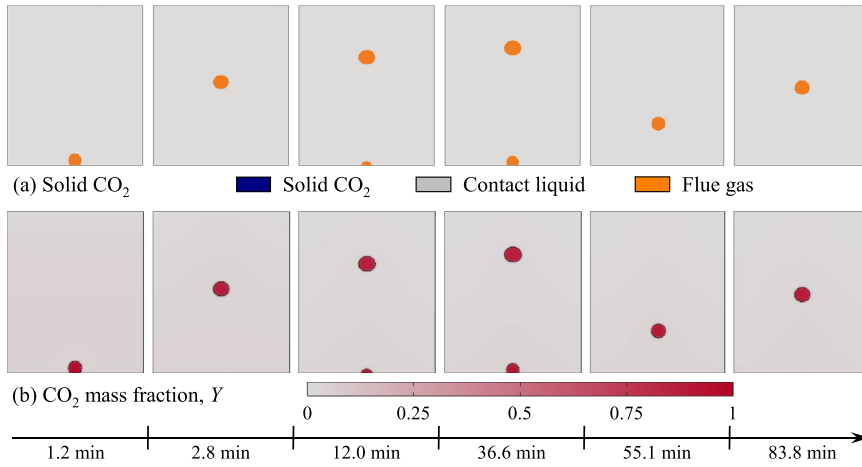 (a) Solid CO₂ Solid CO₂ Contact liquid Flue gas
(b) CO₂ mass fraction, Y
0 0.25 0.5 0.75 1
1.2 min 2.8 min 12.0 min 36.6 min 55.1 min 83.8 min